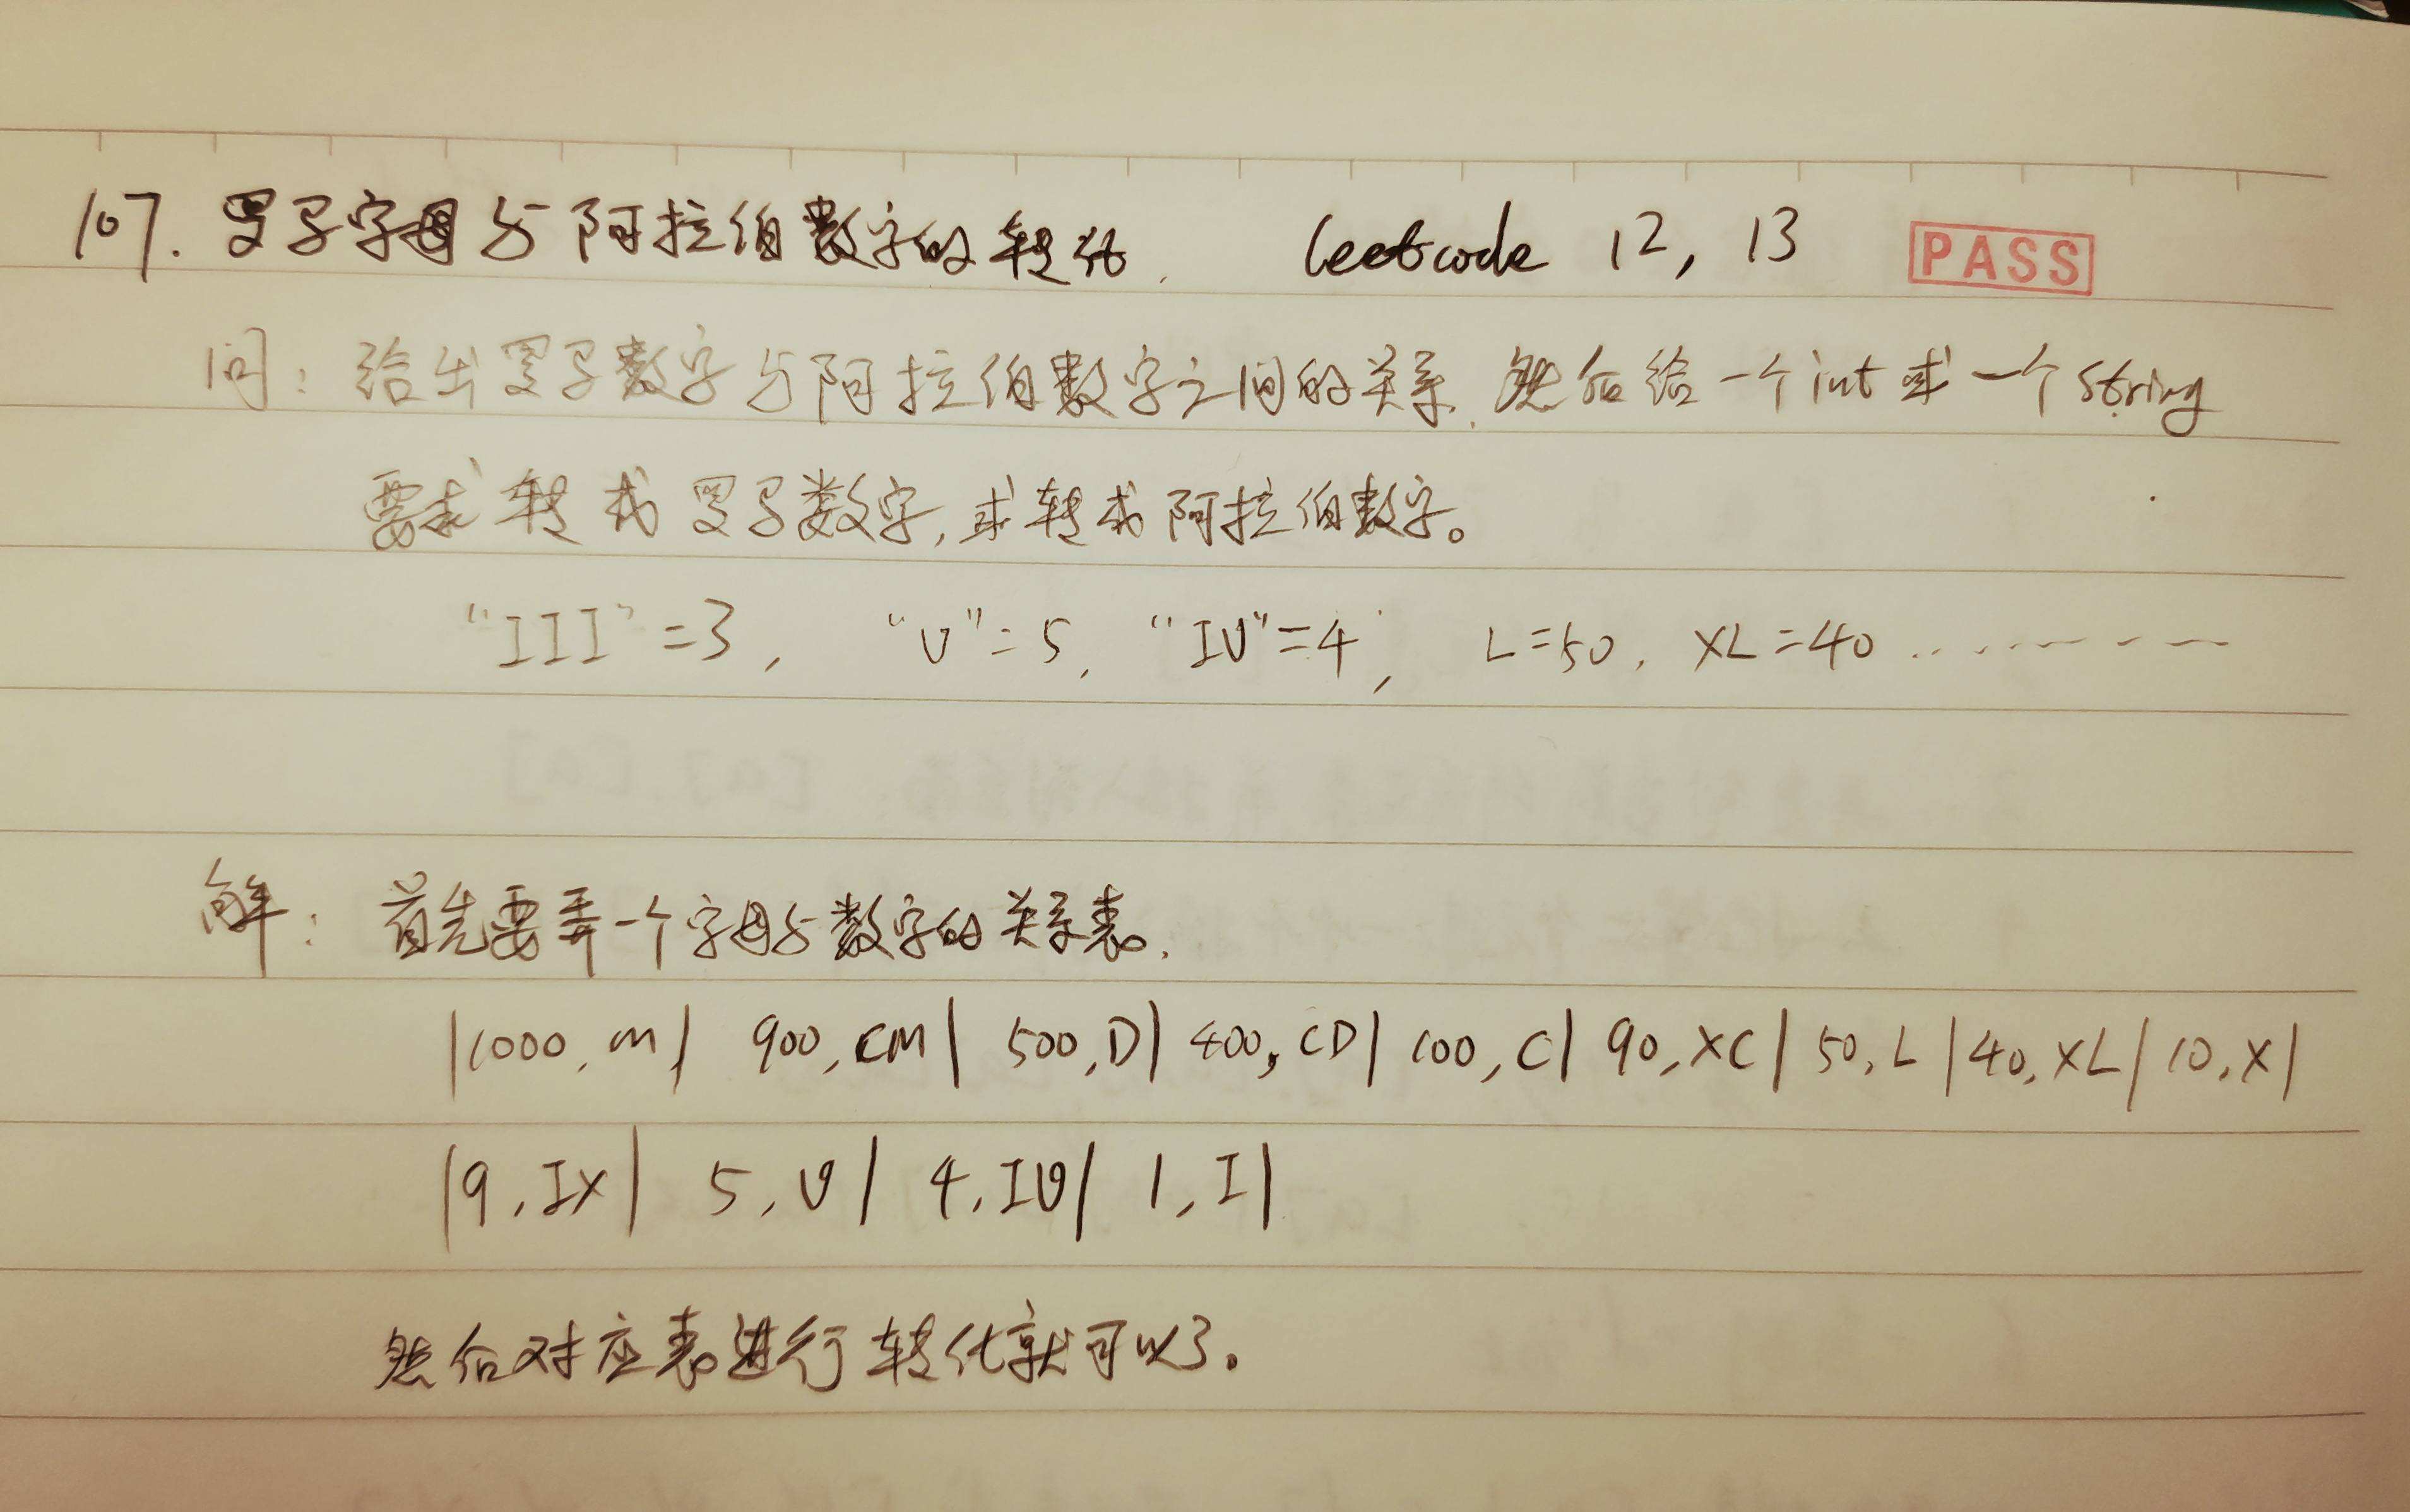 107. 罗马字母与阿拉伯数字的转化. leetcode 12, 13 PASS
问: 给出罗马数字与阿拉伯数字之间的关系. 然后给一个int或一个string
要求转成罗马数字, 或转成阿拉伯数字。
"III"=3, "V"=5, "IV"=4, L=50, XL=40 ........
解: 首先要弄一个字母与数字的关系表.
|1000, M| 900, CM| 500, D| 400, CD| 100, C| 90, XC| 50, L|40, XL| 10, X|
|9, IX| 5, V| 4, IV| 1, I|
然后对应表进行转化就可以了。